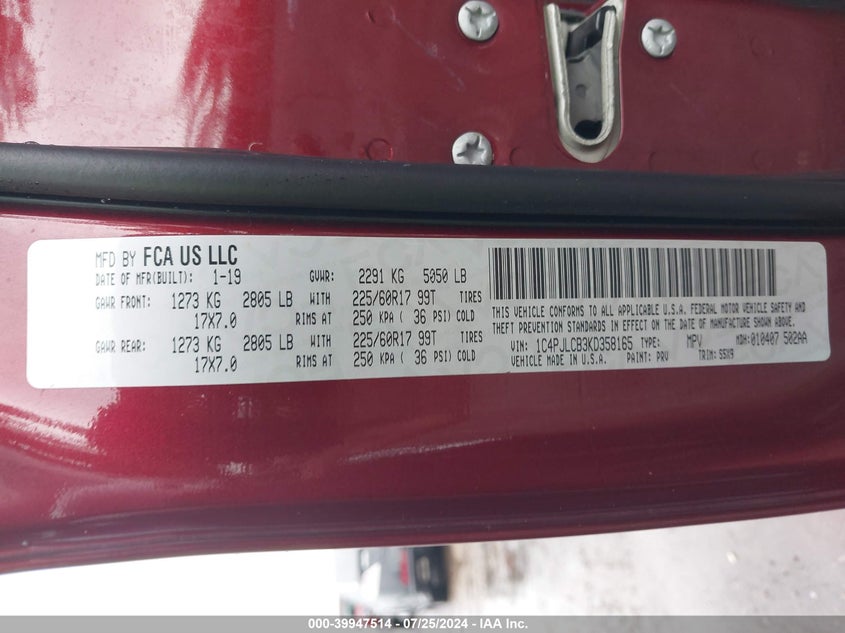 MFD BY FCA US LLC
DATE OF MFR(BUILT): 1-19 GVWR: 2291 KG 5050 LB
GAWR FRONT: 1273 KG 2805 LB WITH 225/60R17 99T TIRES
17X7.0 RIMS AT 250 KPA ( 36 PSI) COLD
GAWR REAR: 1273 KG 2805 LB WITH 225/60R17 99T TIRES
17X7.0 RIMS AT 250 KPA ( 36 PSI) COLD
THIS VEHICLE CONFORMS TO ALL APPLICABLE U.S.A. FEDERAL MOTOR VEHICLE SAFETY AND
THEFT PREVENTION STANDARDS IN EFFECT ON THE DATE OF MANUFACTURE SHOWN ABOVE.
VIN: 1C4PJLCB3KD358165 TYPE: MPV MDH: 010407 502AA
VEHICLE MADE IN U.S.A. PAINT: PRV TRIM: S5X9
000-39947514 - 07/25/2024 - IAA Inc.